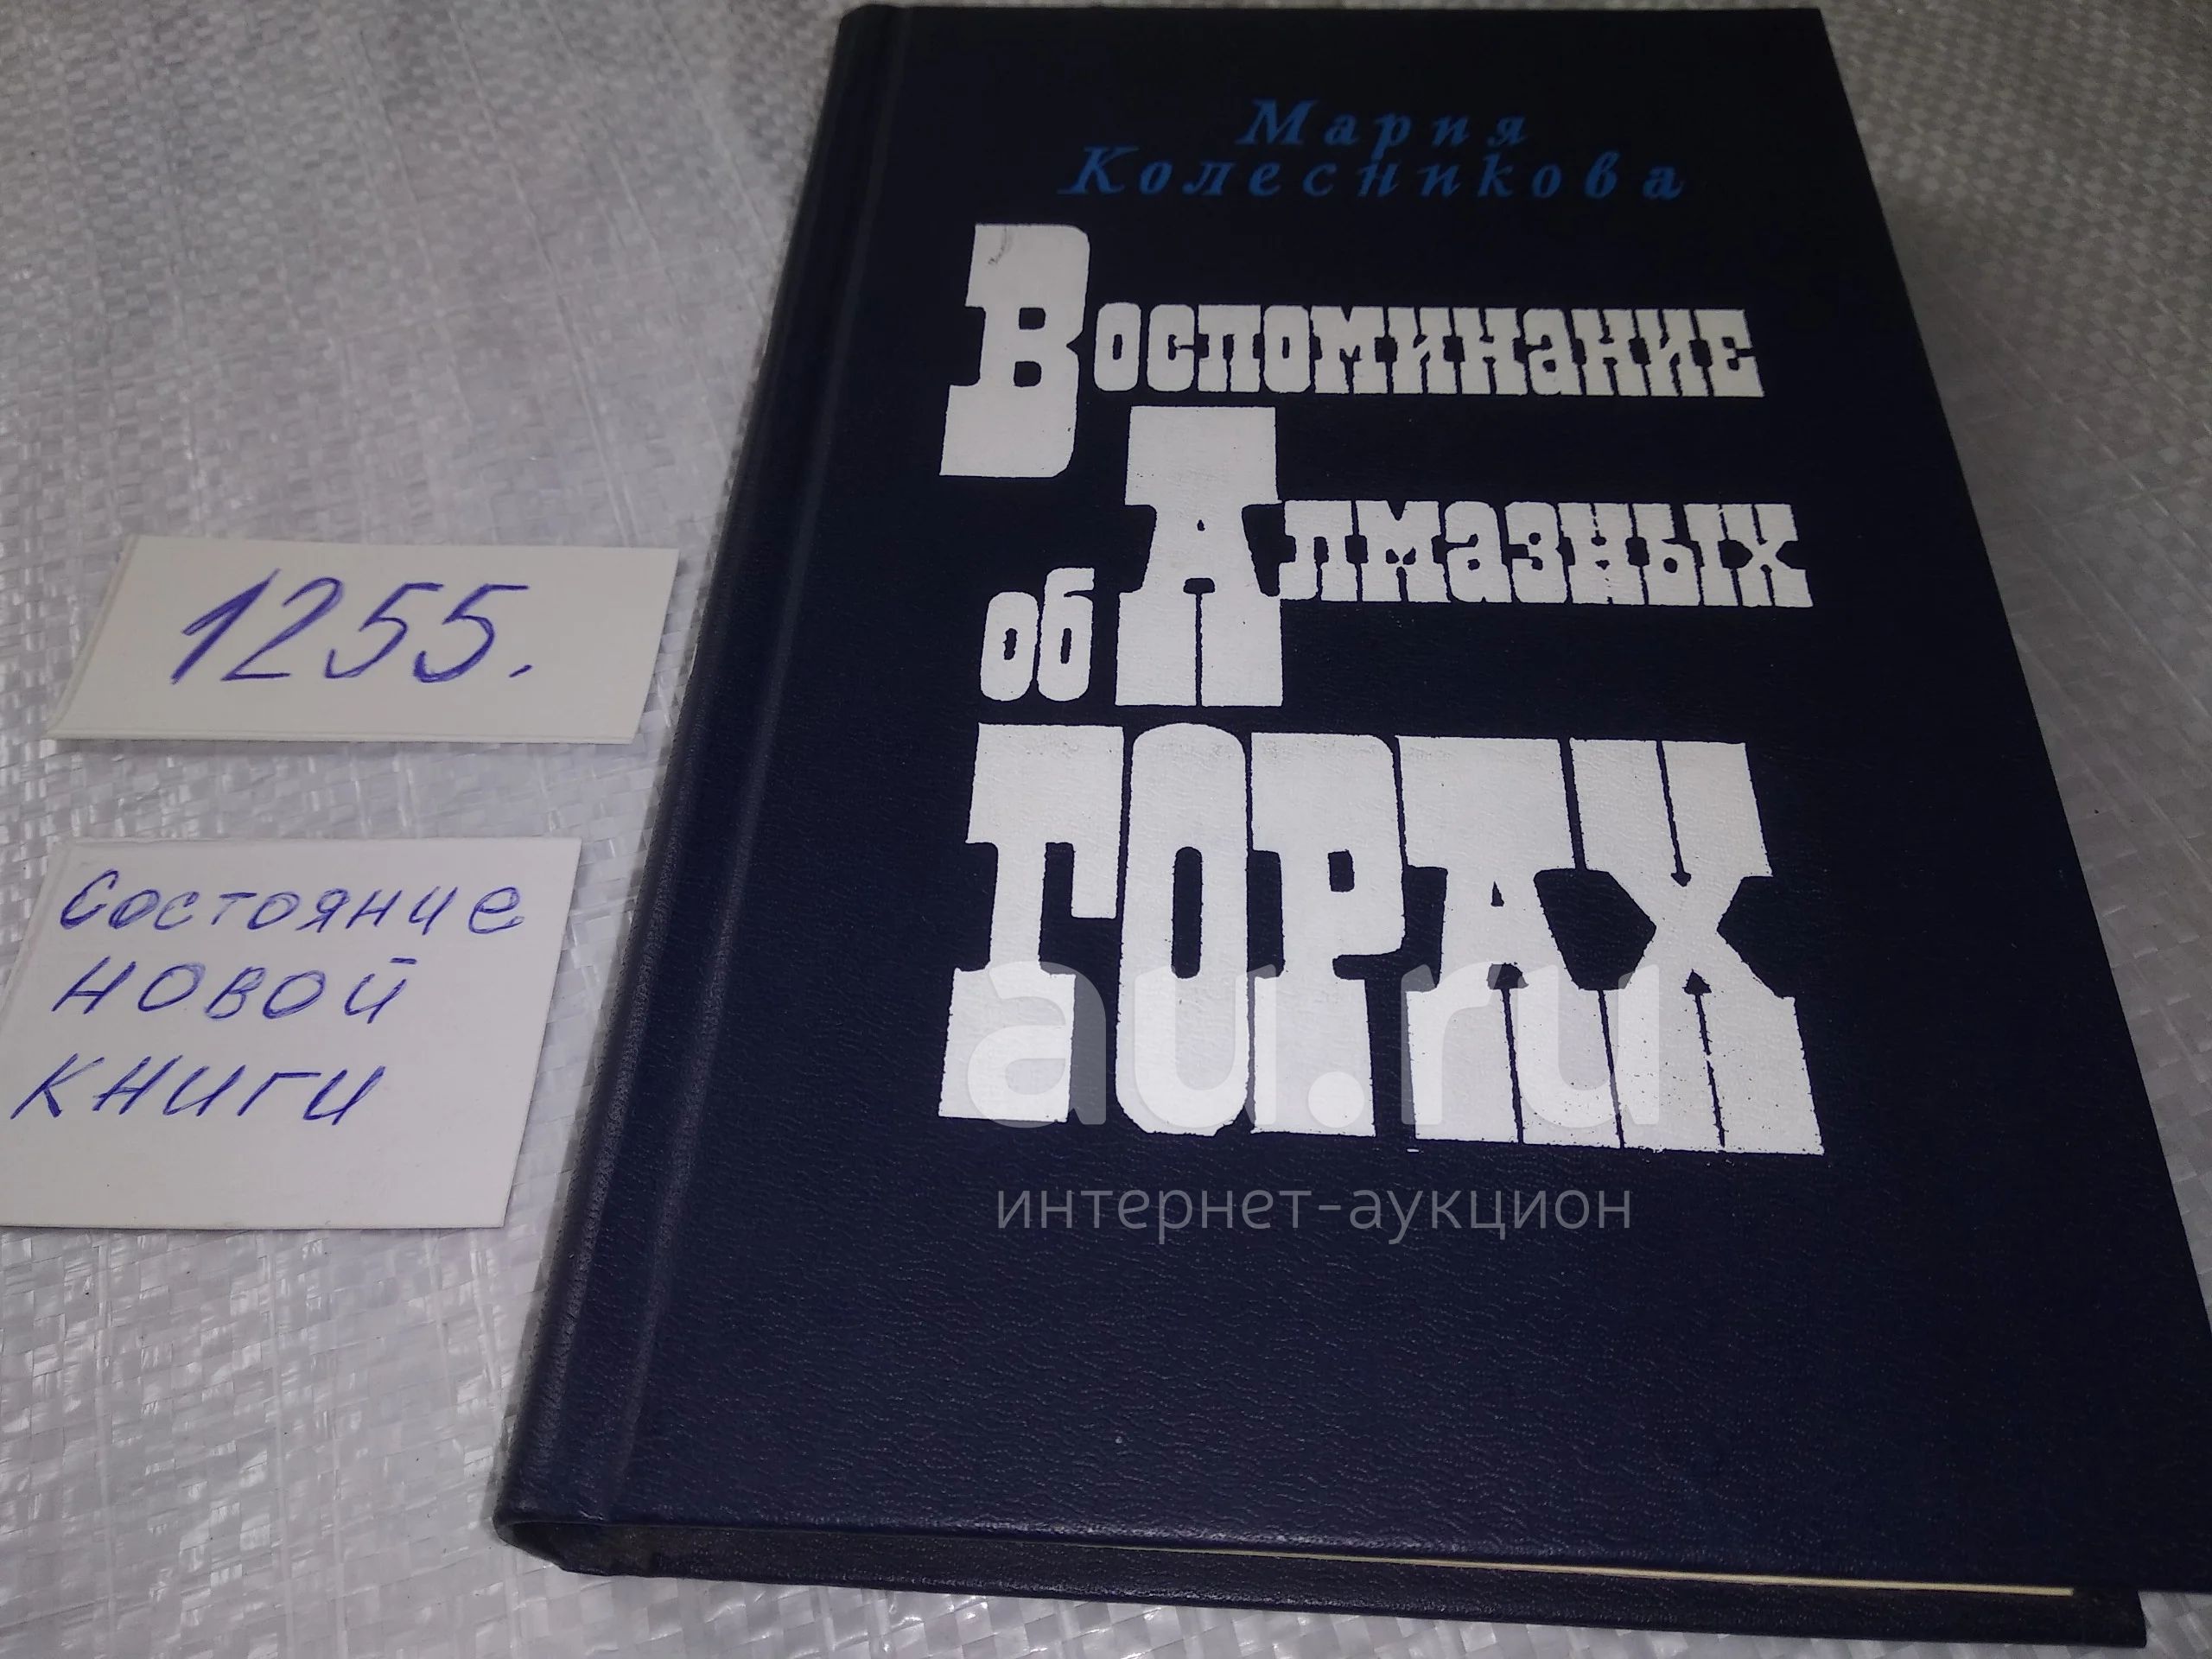 Мария
Колесникова
Воспоминание
об Алмазных
ГОРАХ
1255.
Состояние
новой
книги
au.ru
интернет-аукцион